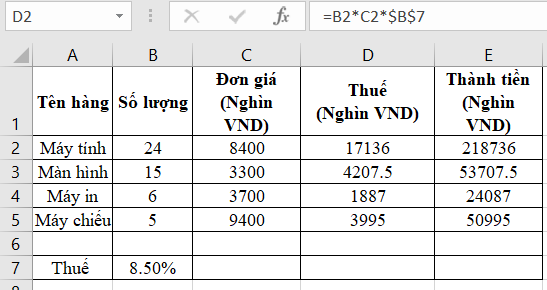 D2 fx =B2*C2*$B$7
A B C D E
1 Tên hàng Số lượng Đơn giá (Nghìn VND) Thuế (Nghìn VND) Thành tiền (Nghìn VND)
2 Máy tính 24 8400 17136 218736
3 Màn hình 15 3300 4207.5 53707.5
4 Máy in 6 3700 1887 24087
5 Máy chiếu 5 9400 3995 50995
6
7 Thuế 8.50%